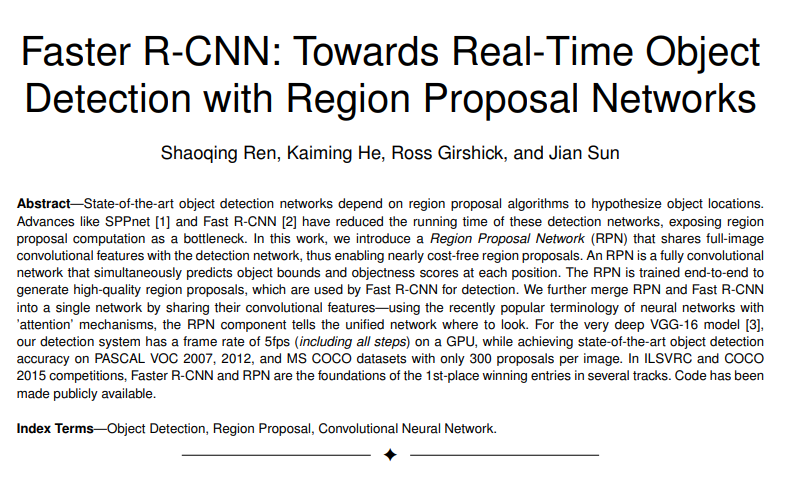 Faster R-CNN: Towards Real-Time Object
Detection with Region Proposal Networks
Shaoqing Ren, Kaiming He, Ross Girshick, and Jian Sun
Abstract—State-of-the-art object detection networks depend on region proposal algorithms to hypothesize object locations.
Advances like SPPnet [1] and Fast R-CNN [2] have reduced the running time of these detection networks, exposing region
proposal computation as a bottleneck. In this work, we introduce a Region Proposal Network (RPN) that shares full-image
convolutional features with the detection network, thus enabling nearly cost-free region proposals. An RPN is a fully convolutional
network that simultaneously predicts object bounds and objectness scores at each position. The RPN is trained end-to-end to
generate high-quality region proposals, which are used by Fast R-CNN for detection. We further merge RPN and Fast R-CNN
into a single network by sharing their convolutional features—using the recently popular terminology of neural networks with
'attention' mechanisms, the RPN component tells the unified network where to look. For the very deep VGG-16 model [3],
our detection system has a frame rate of 5fps (including all steps) on a GPU, while achieving state-of-the-art object detection
accuracy on PASCAL VOC 2007, 2012, and MS COCO datasets with only 300 proposals per image. In ILSVRC and COCO
2015 competitions, Faster R-CNN and RPN are the foundations of the 1st-place winning entries in several tracks. Code has been
made publicly available.
Index Terms—Object Detection, Region Proposal, Convolutional Neural Network.